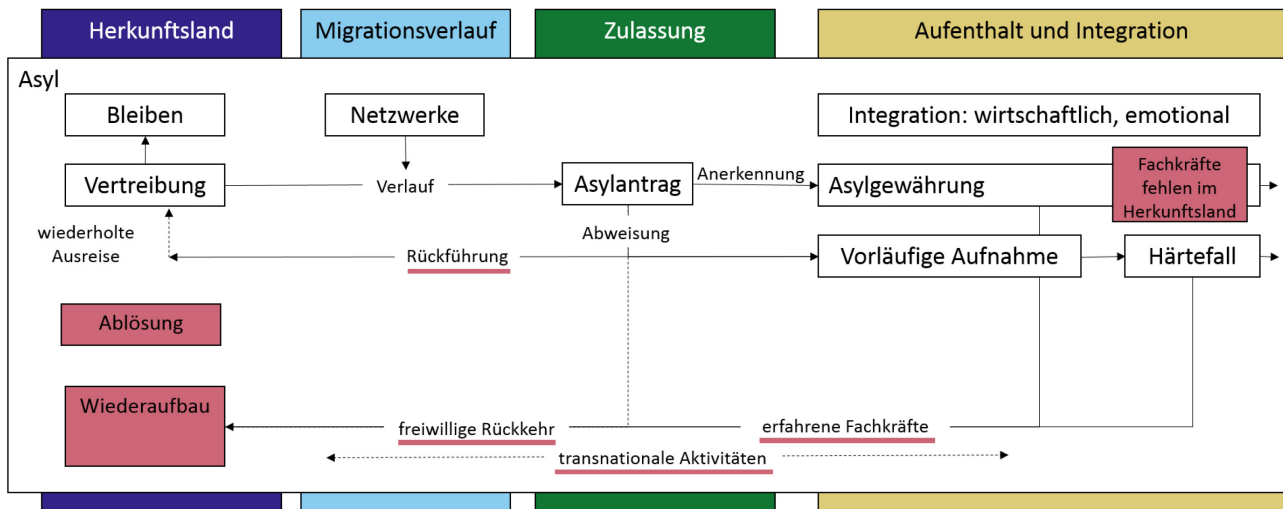 Herkunftsland
Migrationsverlauf
Zulassung
Aufenthalt und Integration
Asyl
Bleiben
Netzwerke
Integration: wirtschaftlich, emotional
Vertreibung
Verlauf
Asylantrag
Anerkennung
Asylgewährung
Fachkräfte
fehlen im
Herkunftsland
wiederholte
Ausreise
Rückführung
Abweisung
Vorläufige Aufnahme
Härtefall
Ablösung
Wiederaufbau
freiwillige Rückkehr
erfahrene Fachkräfte
transnationale Aktivitäten